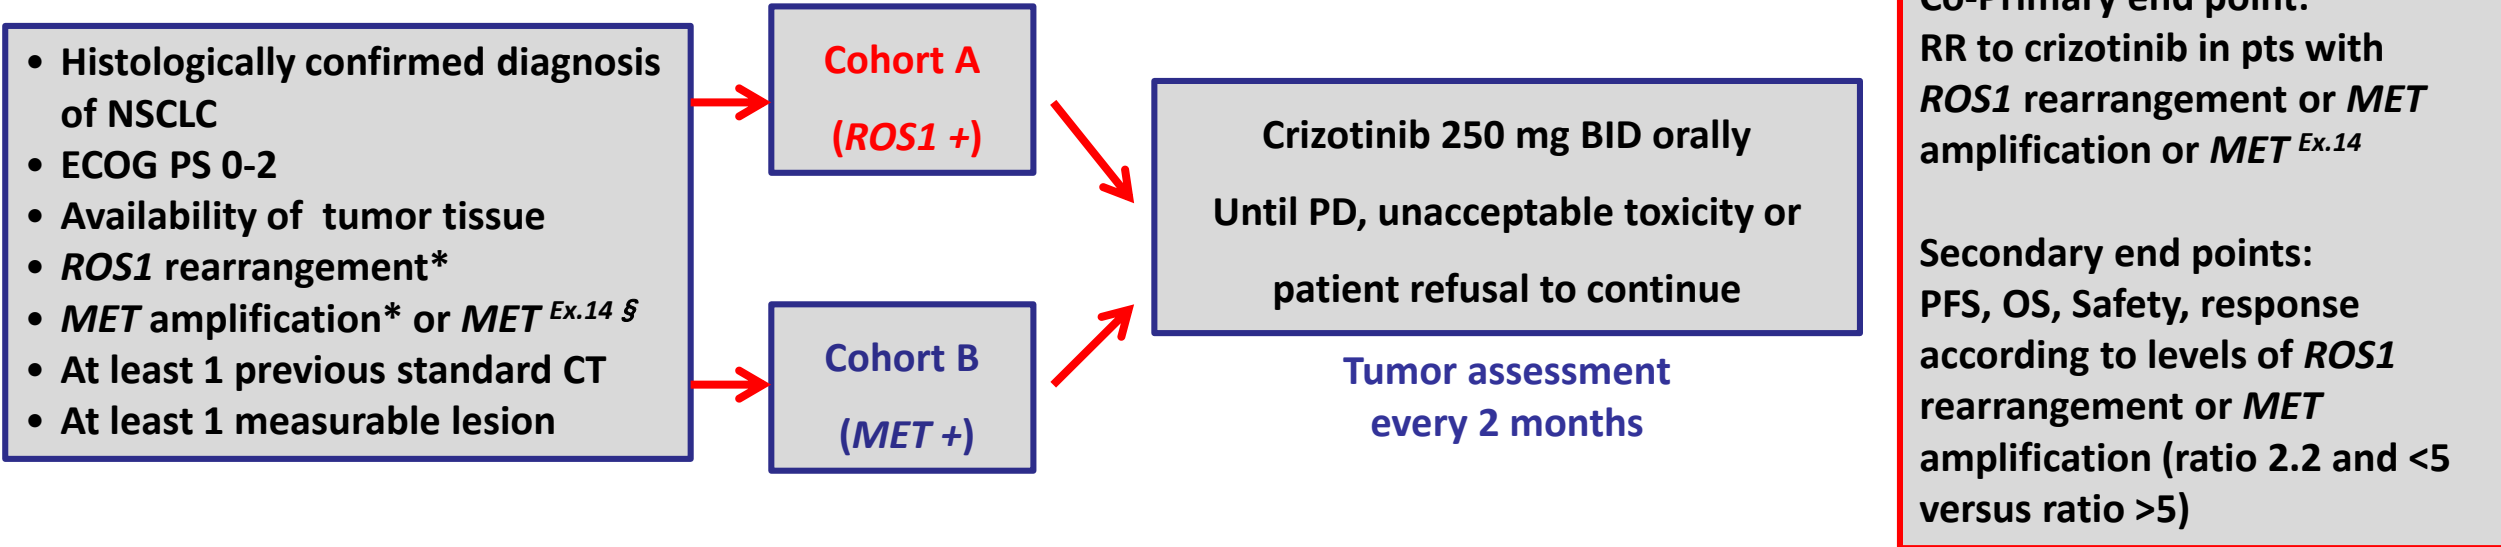 • Histologically confirmed diagnosis
of NSCLC
• ECOG PS 0-2
• Availability of tumor tissue
• ROS1 rearrangement*
• MET amplification* or MET Ex.14 §
• At least 1 previous standard CT
• At least 1 measurable lesion
Cohort A
(ROS1 +)
Cohort B
(MET +)
Crizotinib 250 mg BID orally
Until PD, unacceptable toxicity or
patient refusal to continue
Tumor assessment
every 2 months
Co-Primary end point:
RR to crizotinib in pts with
ROS1 rearrangement or MET
amplification or MET Ex.14
Secondary end points:
PFS, OS, Safety, response
according to levels of ROS1
rearrangement or MET
amplification (ratio 2.2 and <5
versus ratio >5)